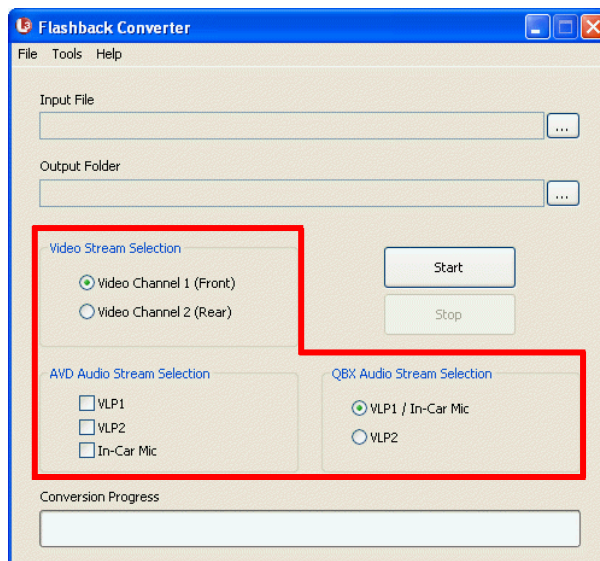 Flashback Converter
File Tools Help
Input File
...
Output Folder
...
Video Stream Selection
Video Channel 1 (Front)
Video Channel 2 (Rear)
Start
Stop
AVD Audio Stream Selection
VLP1
VLP2
In-Car Mic
QBX Audio Stream Selection
VLP1 / In-Car Mic
VLP2
Conversion Progress